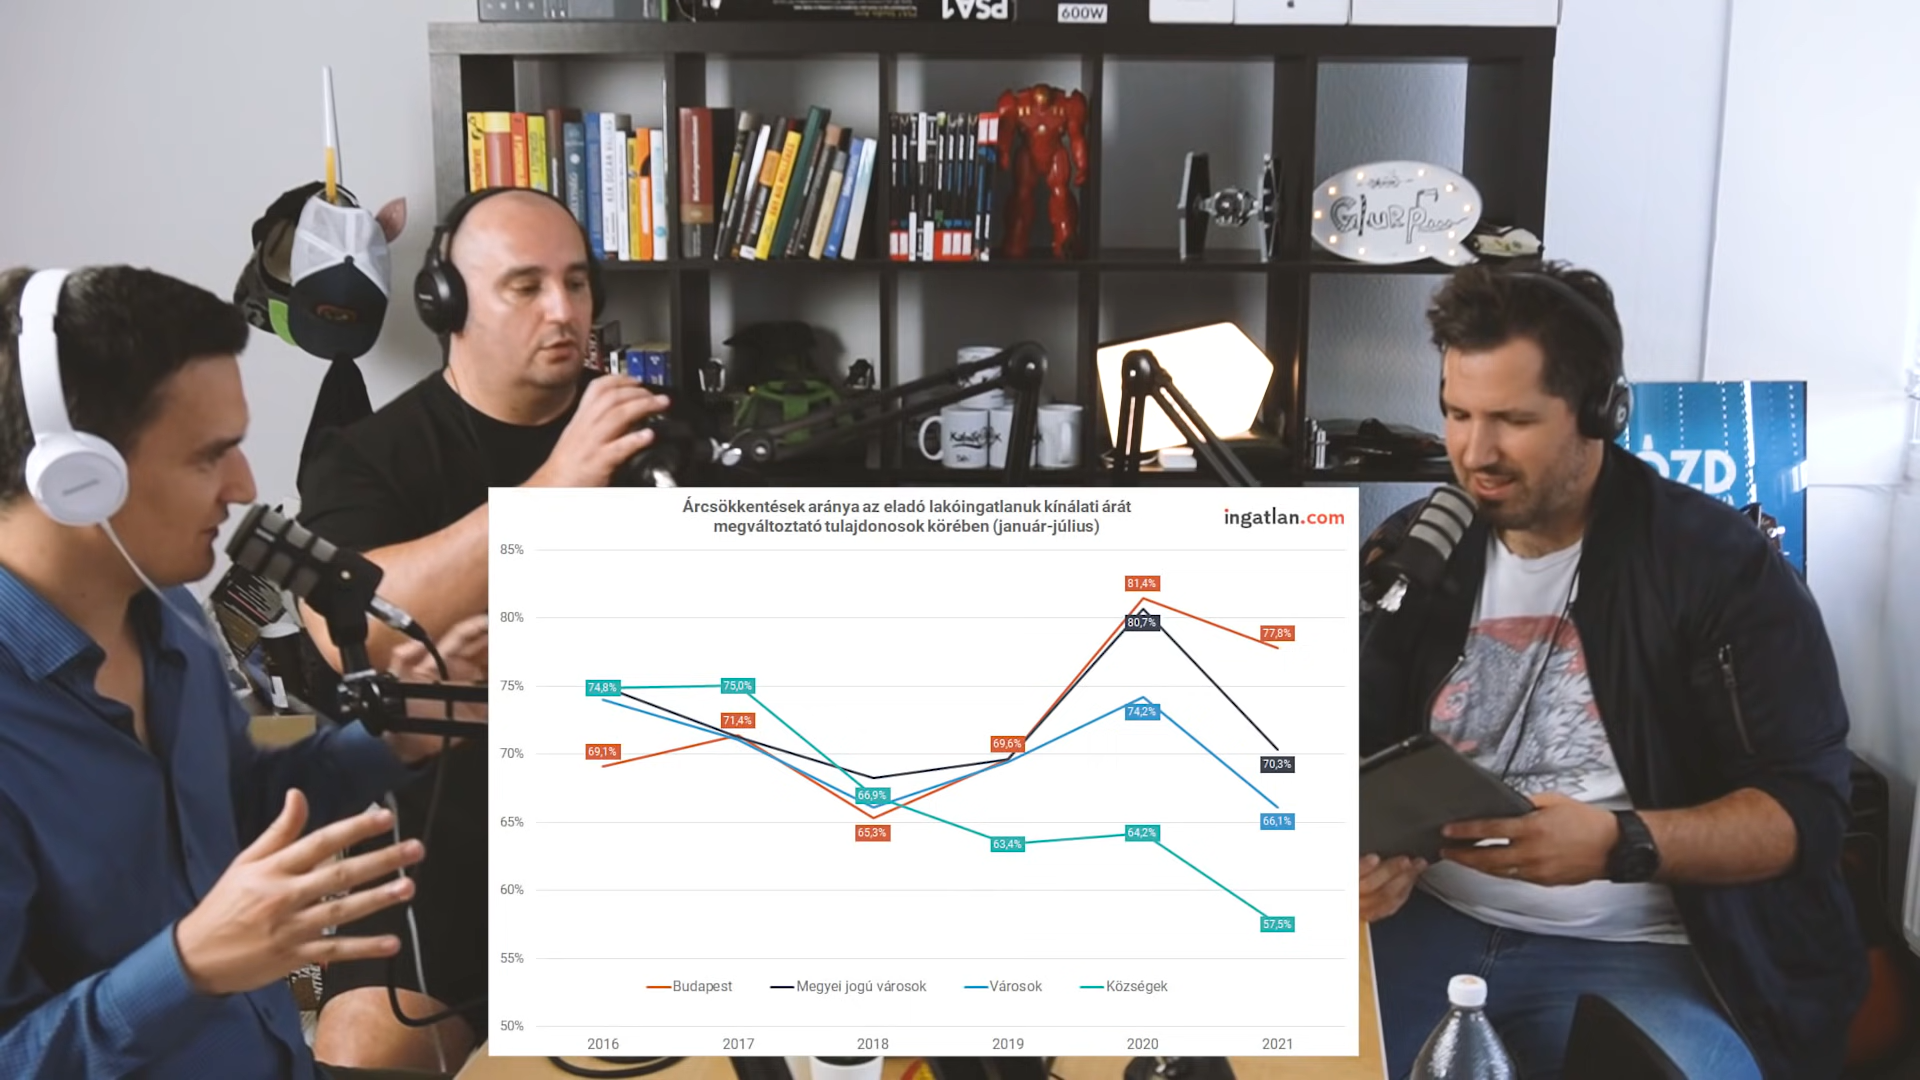 PSA1
600W
GLURP
ÓZD
Árcsökkentések aránya az eladó lakóingatlanuk kínálati árát
megváltoztató tulajdonosok körében (január-július)
ingatlan.com
85%
80%
75%
70%
65%
60%
55%
50%
81,4%
80,7%
77,8%
74,8%
75,0%
71,4%
74,2%
69,1%
69,6%
70,3%
66,9%
65,3%
63,4%
64,2%
66,1%
57,5%
Budapest
Megyei jogú városok
Városok
Községek
2016
2017
2018
2019
2020
2021